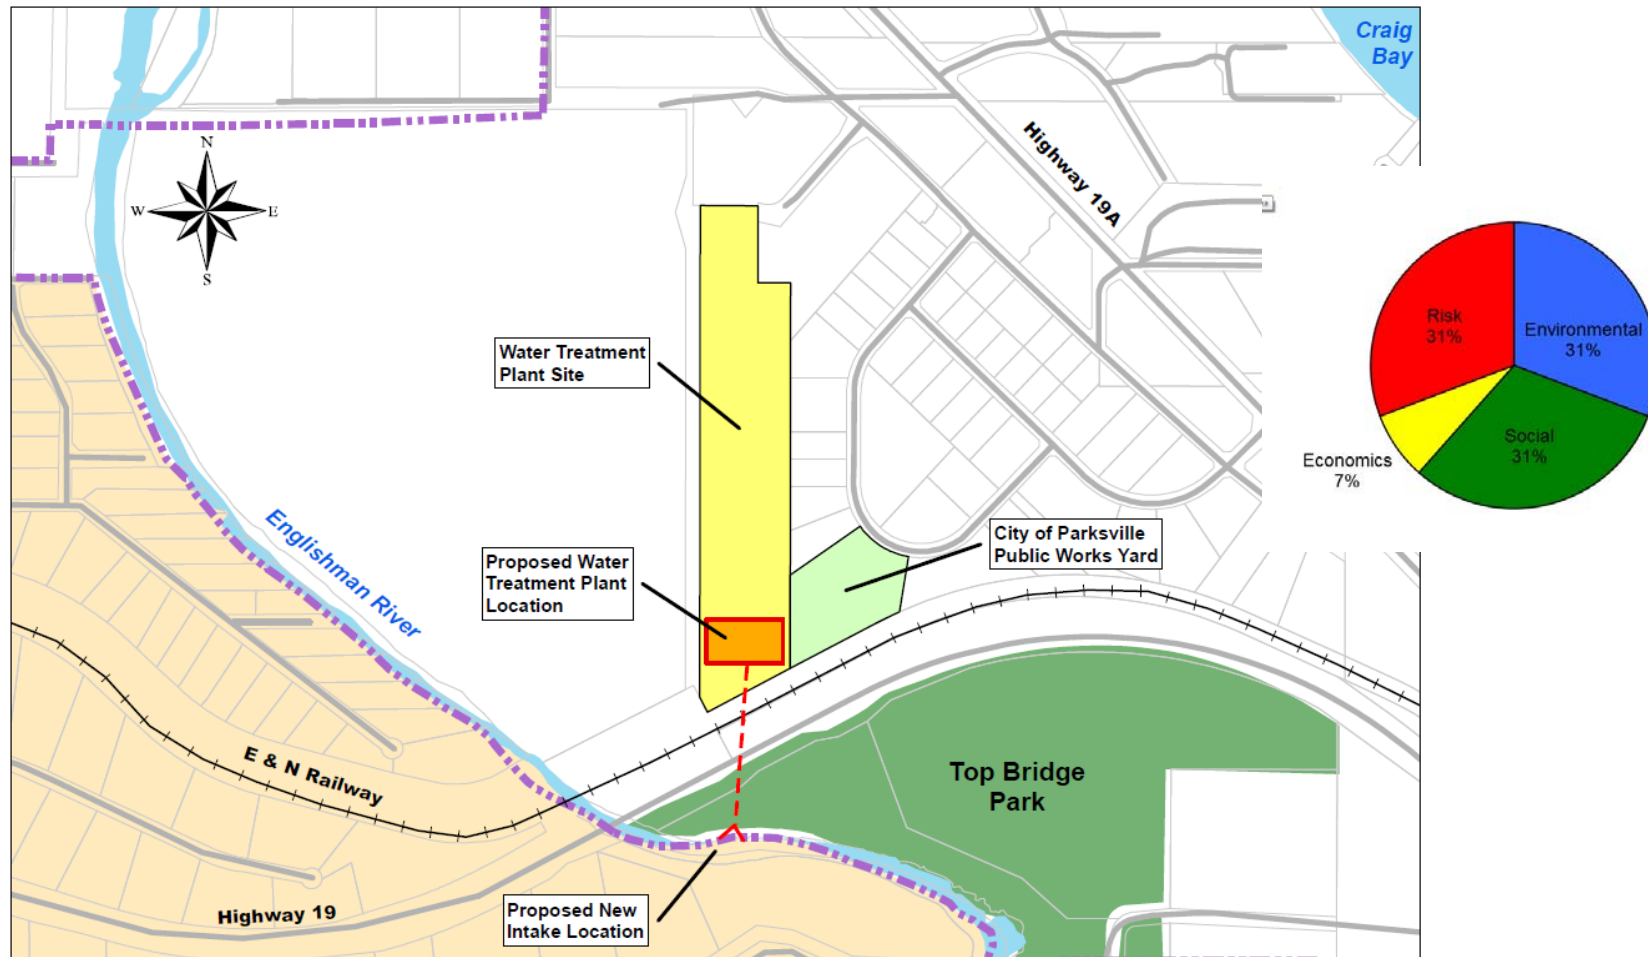 Craig
Bay
N
W
E
S
Highway 19A
Risk
31%
Environmental
31%
Water Treatment
Plant Site
Social
31%
Economics
7%
Englishman River
City of Parksville
Public Works Yard
Proposed Water
Treatment Plant
Location
E & N Railway
Top Bridge
Park
Highway 19
Proposed New
Intake Location